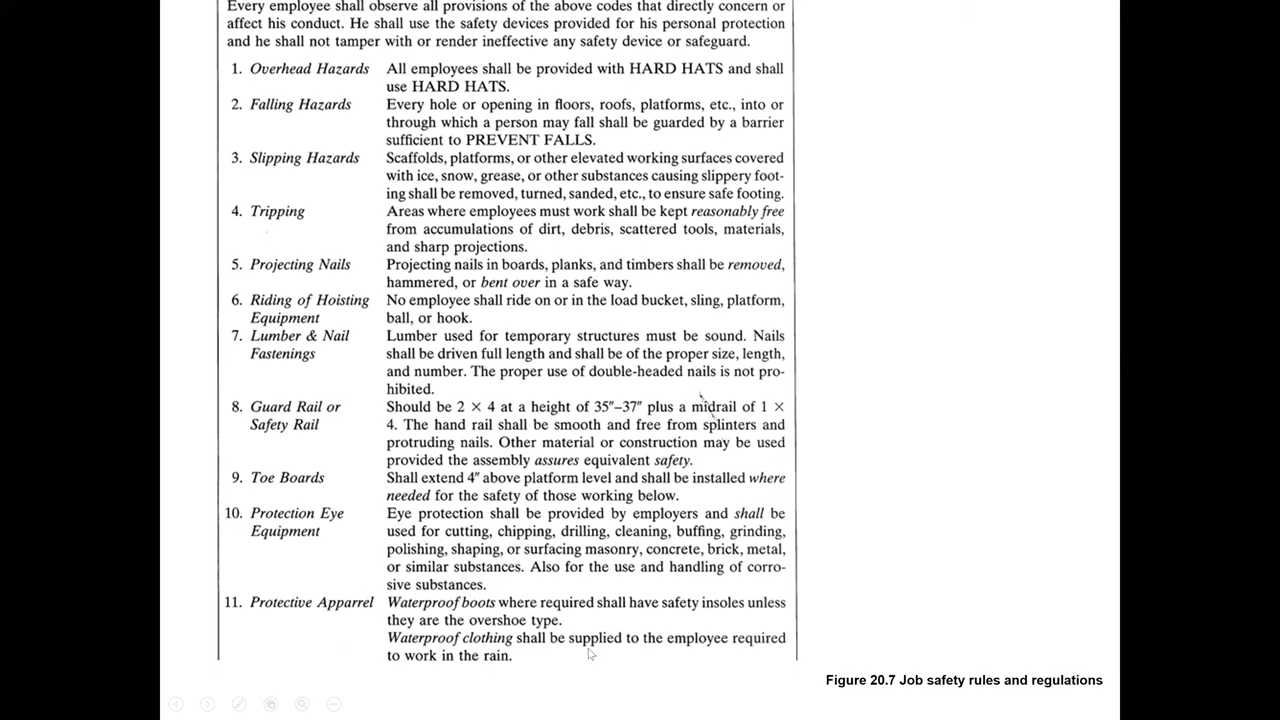 Every employee shall observe all provisions of the above codes that directly concern or
affect his conduct. He shall use the safety devices provided for his personal protection
and he shall not tamper with or render ineffective any safety device or safeguard.
1. Overhead Hazards All employees shall be provided with HARD HATS and shall
use HARD HATS.
2. Falling Hazards Every hole or opening in floors, roofs, platforms, etc., into or
through which a person may fall shall be guarded by a barrier
sufficient to PREVENT FALLS.
3. Slipping Hazards Scaffolds, platforms, or other elevated working surfaces covered
with ice, snow, grease, or other substances causing slippery foot-
ing shall be removed, turned, sanded, etc., to ensure safe footing.
4. Tripping Areas where employees must work shall be kept reasonably free
from accumulations of dirt, debris, scattered tools, materials,
and sharp projections.
5. Projecting Nails Projecting nails in boards, planks, and timbers shall be removed,
hammered, or bent over in a safe way.
6. Riding of Hoisting No employee shall ride on or in the load bucket, sling, platform,
Equipment ball, or hook.
7. Lumber & Nail Lumber used for temporary structures must be sound. Nails
Fastenings shall be driven full length and shall be of the proper size, length,
and number. The proper use of double-headed nails is not pro-
hibited.
8. Guard Rail or Should be 2 × 4 at a height of 35″–37″ plus a midrail of 1 ×
Safety Rail 4. The hand rail shall be smooth and free from splinters and
protruding nails. Other material or construction may be used
provided the assembly assures equivalent safety.
9. Toe Boards Shall extend 4″ above platform level and shall be installed where
needed for the safety of those working below.
10. Protection Eye Eye protection shall be provided by employers and shall be
Equipment used for cutting, chipping, drilling, cleaning, buffing, grinding,
polishing, shaping, or surfacing masonry, concrete, brick, metal,
or similar substances. Also for the use and handling of corro-
sive substances.
11. Protective Apparrel Waterproof boots where required shall have safety insoles unless
they are the overshoe type.
Waterproof clothing shall be supplied to the employee required
to work in the rain.
Figure 20.7 Job safety rules and regulations